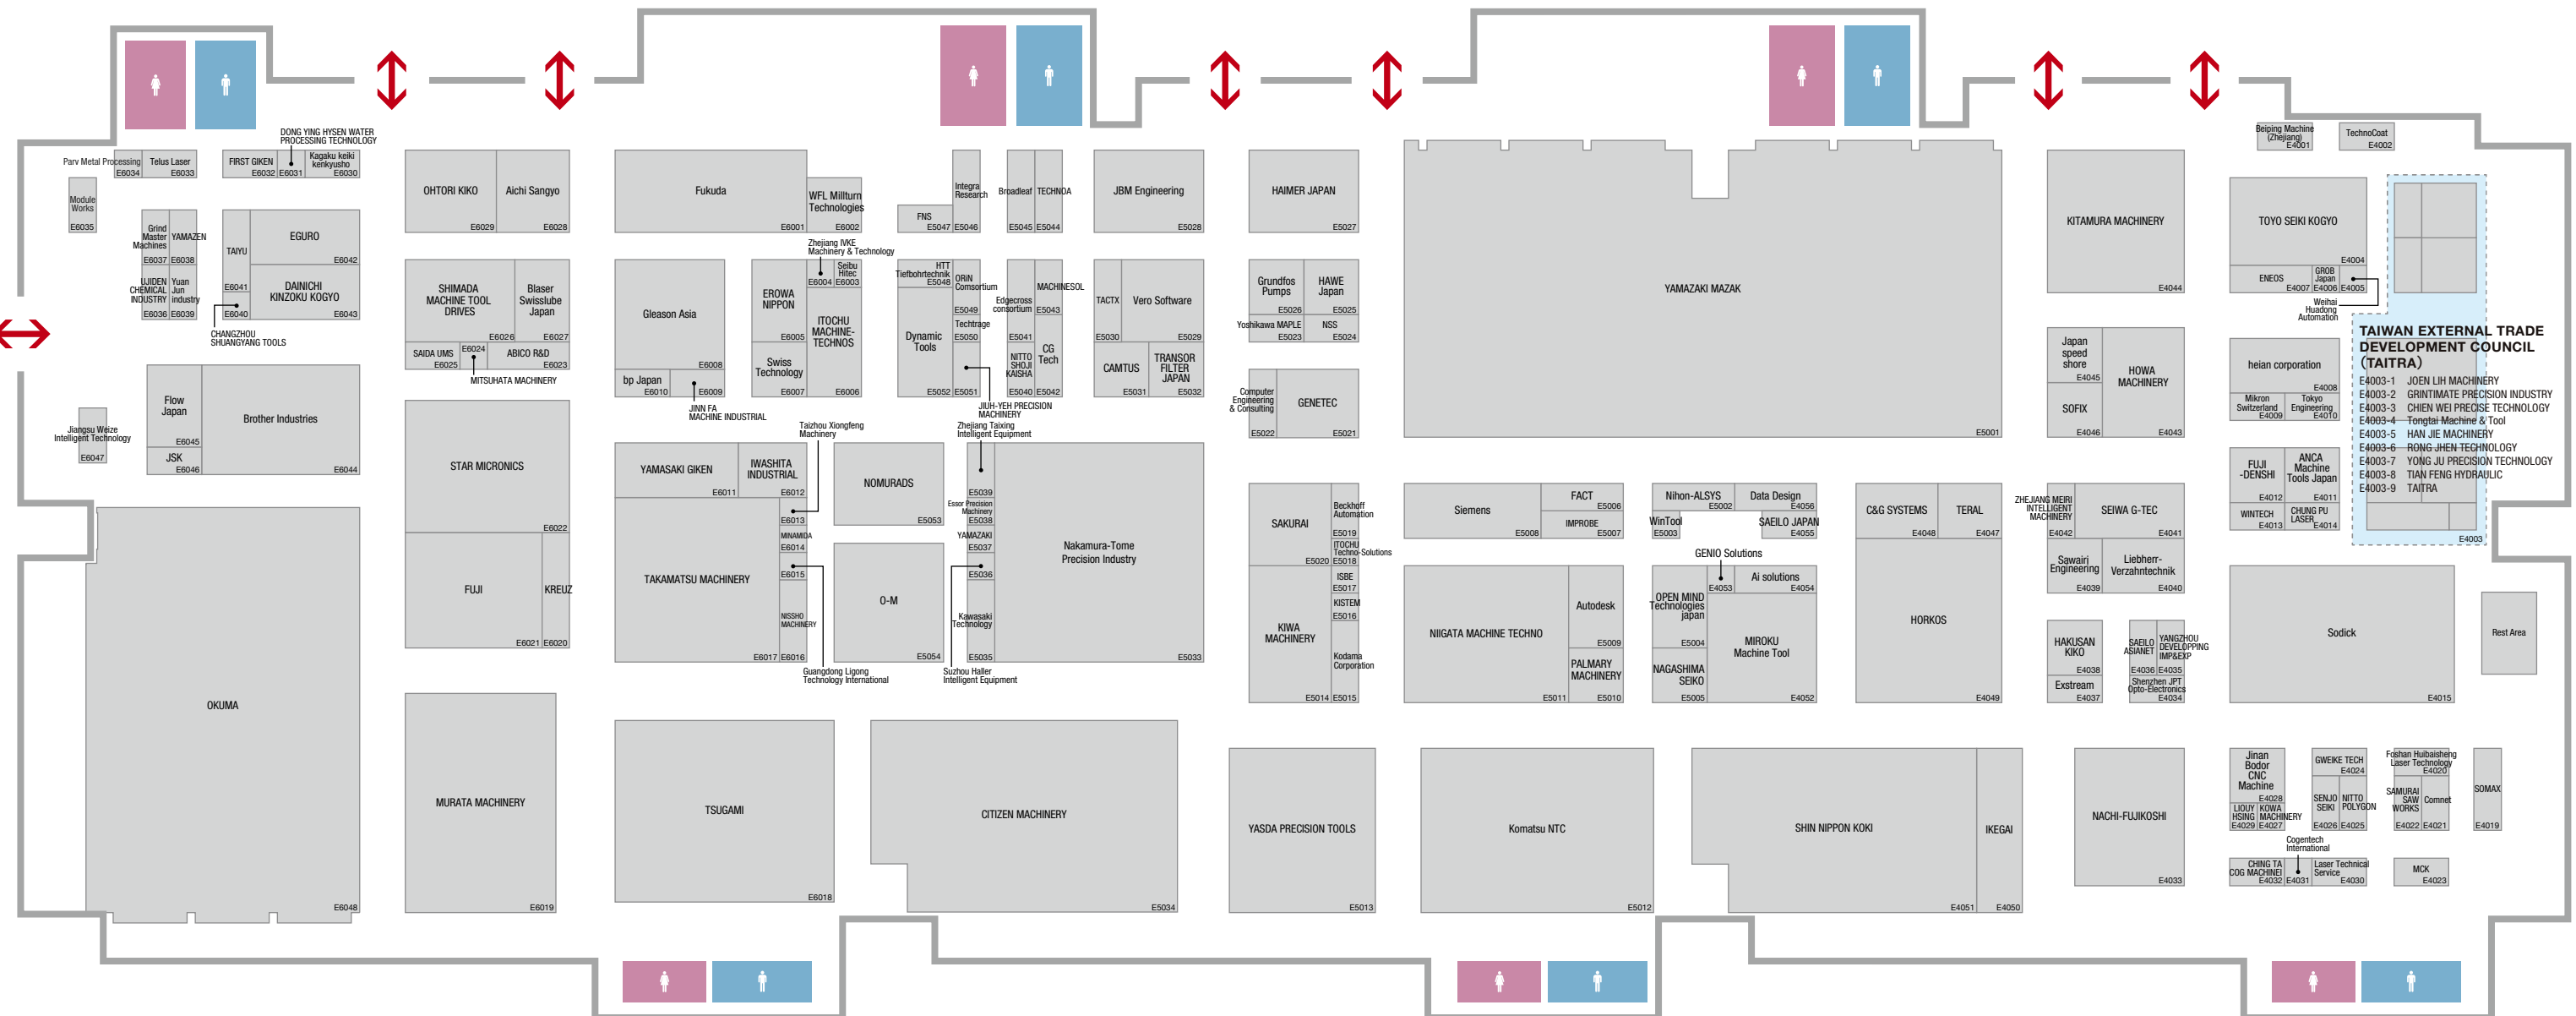 DONG YING HYSEN WATER
PROCESSING TECHNOLOGY
Parv Metal Processing
E6034
Telus Laser
E6033
FIRST GIKEN
E6032
E6031
Kagaku keiki
kenkyusho
E6030
Module
Works
E6035
Grind
Master
Machines
E6037
YAMAZEN
E6038
UJIDEN
CHEMICAL
INDUSTRY
E6036
Yuan
Jun
industry
E6039
TAIYU
E6041
E6040
EGURO
E6042
DAINICHI
KINZOKU KOGYO
E6043
CHANGZHOU
SHUANGYANG TOOLS
Flow
Japan
E6045
JSK
E6046
Brother Industries
E6044
Jiangsu Weize
Intelligent Technology
E6047
OKUMA
E6048
OHTORI KIKO
E6029
Aichi Sangyo
E6028
SHIMADA
MACHINE TOOL
DRIVES
E6026
Blaser
Swisslube
Japan
E6027
SAIDA UMS
E6025
E6024
ABICO R&D
E6023
MITSUHATA MACHINERY
STAR MICRONICS
E6022
FUJI
E6021
KREUZ
E6020
MURATA MACHINERY
E6019
Fukuda
E6001
WFL Millturn
Technologies
E6002
Zhejiang IVKE
Machinery & Technology
Gleason Asia
E6008
bp Japan
E6010
E6009
JINN FA
MACHINE INDUSTRIAL
EROWA
NIPPON
E6005
E6004
Seibu
Hitec
E6003
Swiss
Technology
E6007
ITOCHU
MACHINE-
TECHNOS
E6006
Taizhou Xiongfeng
Machinery
YAMASAKI GIKEN
E6011
IWASHITA
INDUSTRIAL
E6012
E6013
MINAMIDA
E6014
E6015
TAKAMATSU MACHINERY
E6017
NISSHO
MACHINERY
E6016
Guangdong Ligong
Technology International
TSUGAMI
E6018
NOMURADS
E5053
O-M
E5054
FNS
E5047
Integra
Research
E5046
Broadleaf
E5045
TECHNOA
E5044
HTT
Tiefbohrtechnik
E5048
ORiN
Comsortium
E5049
Dynamic
Tools
E5052
Techtrage
E5050
E5051
JIUH-YEH PRECISION
MACHINERY
Edgecross
consortium
E5041
MACHINESOL
E5043
NITTO
SHOJI
KAISHA
E5040
CG
Tech
E5042
Zhejiang Taixing
Intelligent Equipment
E5039
Essor Precision
Machinery
E5038
YAMAZAKI
E5037
E5036
Kawasaki
Technology
E5035
Suzhou Haller
Intelligent Equipment
Nakamura-Tome
Precision Industry
E5033
CITIZEN MACHINERY
E5034
JBM Engineering
E5028
TACTX
E5030
Vero Software
E5029
CAMTUS
E5031
TRANSOR
FILTER
JAPAN
E5032
HAIMER JAPAN
E5027
Grundfos
Pumps
E5026
HAWE
Japan
E5025
Yoshikawa MAPLE
E5023
NSS
E5024
Computer
Engineering
& Consulting
E5022
GENETEC
E5021
SAKURAI
E5020
Beckhoff
Automation
E5019
ITOCHU
Techno-Solutions
E5018
ISBE
E5017
KISTEM
E5016
KIWA
MACHINERY
E5014
Kodama
Corporation
E5015
YASDA PRECISION TOOLS
E5013
YAMAZAKI MAZAK
E5001
Siemens
E5008
FACT
E5006
IMPROBE
E5007
NIIGATA MACHINE TECHNO
E5011
Autodesk
E5009
PALMARY
MACHINERY
E5010
Komatsu NTC
E5012
Nihon-ALSYS
E5002
Data Design
E4056
WinTool
E5003
SAEILO JAPAN
E4055
GENIO Solutions
OPEN MIND
Technologies
japan
E5004
E4053
Ai solutions
E4054
NAGASHIMA
SEIKO
E5005
MIROKU
Machine Tool
E4052
C&G SYSTEMS
E4048
TERAL
E4047
HORKOS
E4049
SHIN NIPPON KOKI
E4051
IKEGAI
E4050
KITAMURA MACHINERY
E4044
Japan
speed
shore
E4045
SOFIX
E4046
HOWA
MACHINERY
E4043
ZHEJIANG MEIRI
INTELLIGENT
MACHINERY
E4042
SEIWA G-TEC
E4041
Sawairi
Engineering
E4039
Liebherr-
Verzahntechnik
E4040
HAKUSAN
KIKO
E4038
Exstream
E4037
SAEILO
ASIANET
E4036
YANGZHOU
DEVELOPPING
IMP&EXP
E4035
Shenzhen JPT
Opto-Electronics
E4034
NACHI-FUJIKOSHI
E4033
Beiping Machine
(Zhejiang)
E4001
TechnoCoat
E4002
TOYO SEIKI KOGYO
E4004
ENEOS
E4007
GROB
Japan
E4006
E4005
Weihai
Huadong
Automation
heian corporation
E4008
Mikron
Switzerland
E4009
Tokyo
Engineering
E4010
FUJI
-DENSHI
E4012
ANCA
Machine
Tools Japan
E4011
WINTECH
E4013
CHUNG PU
LASER
E4014
TAIWAN EXTERNAL TRADE
DEVELOPMENT COUNCIL
(TAITRA)
E4003-1 JOEN LIH MACHINERY
E4003-2 GRINTIMATE PRECISION INDUSTRY
E4003-3 CHIEN WEI PRECISE TECHNOLOGY
E4003-4 Tongtai Machine & Tool
E4003-5 HAN JIE MACHINERY
E4003-6 RONG JHEN TECHNOLOGY
E4003-7 YONG JU PRECISION TECHNOLOGY
E4003-8 TIAN FENG HYDRAULIC
E4003-9 TAITRA
E4003
Sodick
E4015
Rest Area
Jinan
Bodor
CNC
Machine
E4028
LIOUY
HSING
E4029
KOWA
MACHINERY
E4027
GWEIKE TECH
E4024
SENJO
SEIKI
E4026
NITTO
POLYGON
E4025
Foshan Huibaisheng
Laser Technology
E4020
SAMURAI
SAW
WORKS
E4022
Comnet
E4021
SOMAX
E4019
Cogentech
International
CHING TA
COG MACHINEI
E4032
E4031
Laser Technical
Service
E4030
MCK
E4023